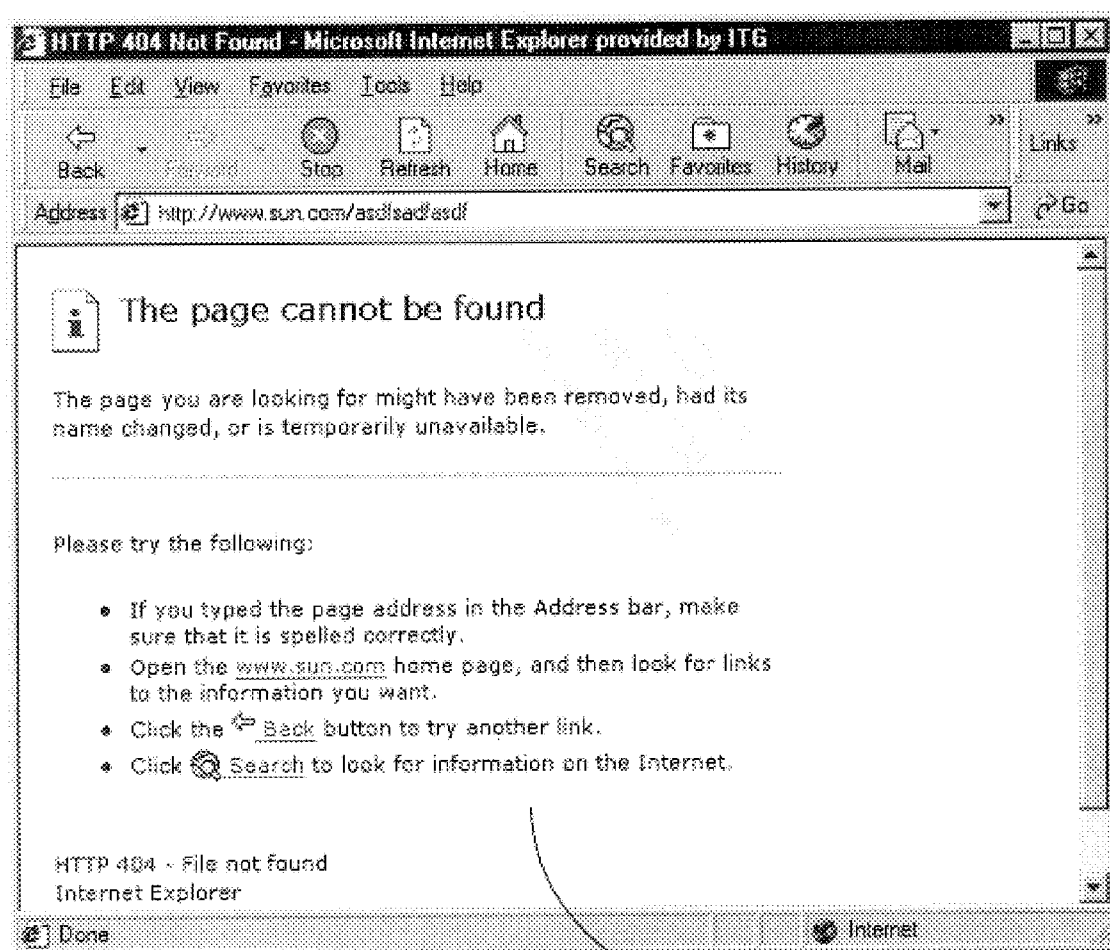 HTTP 404 Not Found - Microsoft Internet Explorer provided by ITG
File Edit View Favorites Tools Help
Back Forward Stop Refresh Home Search Favorites History Mail » Links »
Address http://www.sun.com/asdfsadfasdf Go
The page cannot be found
The page you are looking for might have been removed, had its
name changed, or is temporarily unavailable.
Please try the following:
• If you typed the page address in the Address bar, make
sure that it is spelled correctly.
• Open the www.sun.com home page, and then look for links
to the information you want.
• Click the Back button to try another link.
• Click Search to look for information on the Internet.
HTTP 404 - File not found
Internet Explorer
Done Internet